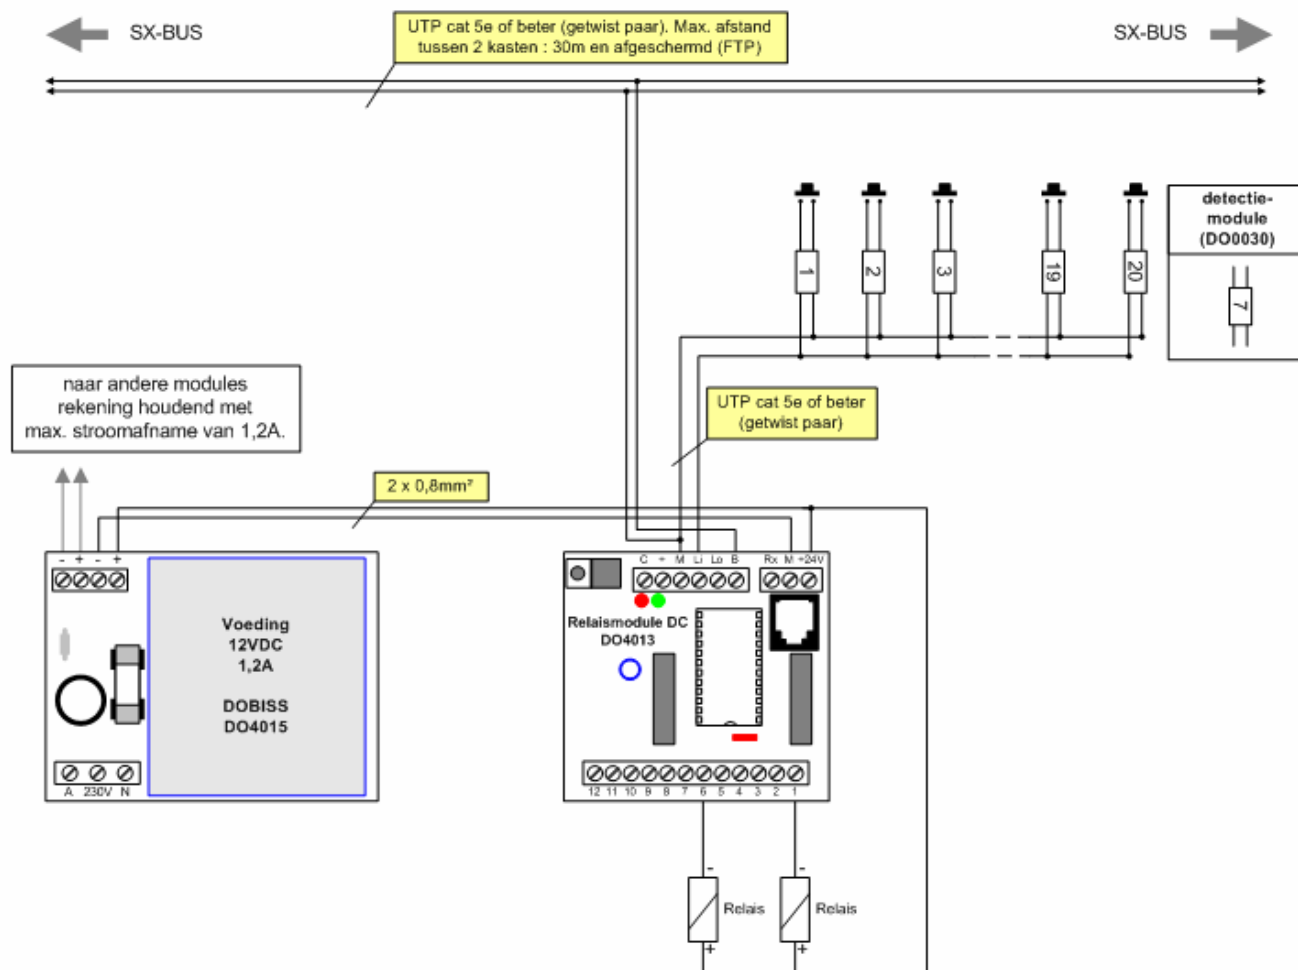 SX-BUS
UTP cat 5e of beter (getwist paar). Max. afstand
tussen 2 kasten : 30m en afgeschermd (FTP)
SX-BUS
detectie-
module
(DO0030)
1
2
3
19
20
7
naar andere modules
rekening houdend met
max. stroomafname van 1,2A.
UTP cat 5e of beter
(getwist paar)
2 x 0,8mm²
- + - +
C + M Li Lo B
Rx M +24V
Voeding
12VDC
1,2A
DOBISS
DO4015
Relaismodule DC
DO4013
A 230V N
12 11 10 9 8 7 6 5 4 3 2 1
-
-
Relais
Relais
+
+